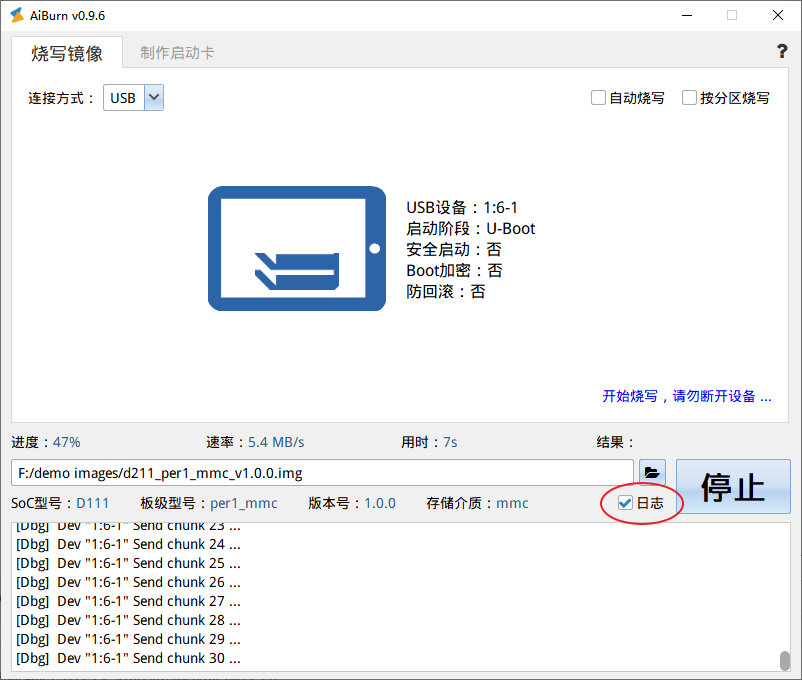 AiBurn v0.9.6
烧写镜像 制作启动卡 ?
连接方式： USB 自动烧写 按分区烧写
USB设备：1:6-1
启动阶段：U-Boot
安全启动：否
Boot加密：否
防回滚：否
开始烧写，请勿断开设备 ...
进度：47% 速率：5.4 MB/s 用时：7s 结果：
F:/demo images/d211_per1_mmc_v1.0.0.img
停止
SoC型号：D111 板级型号：per1_mmc 版本号：1.0.0 存储介质：mmc 日志
[Dbg] Dev "1:6-1" Send chunk 23 ...
[Dbg] Dev "1:6-1" Send chunk 24 ...
[Dbg] Dev "1:6-1" Send chunk 25 ...
[Dbg] Dev "1:6-1" Send chunk 26 ...
[Dbg] Dev "1:6-1" Send chunk 27 ...
[Dbg] Dev "1:6-1" Send chunk 28 ...
[Dbg] Dev "1:6-1" Send chunk 29 ...
[Dbg] Dev "1:6-1" Send chunk 30 ...